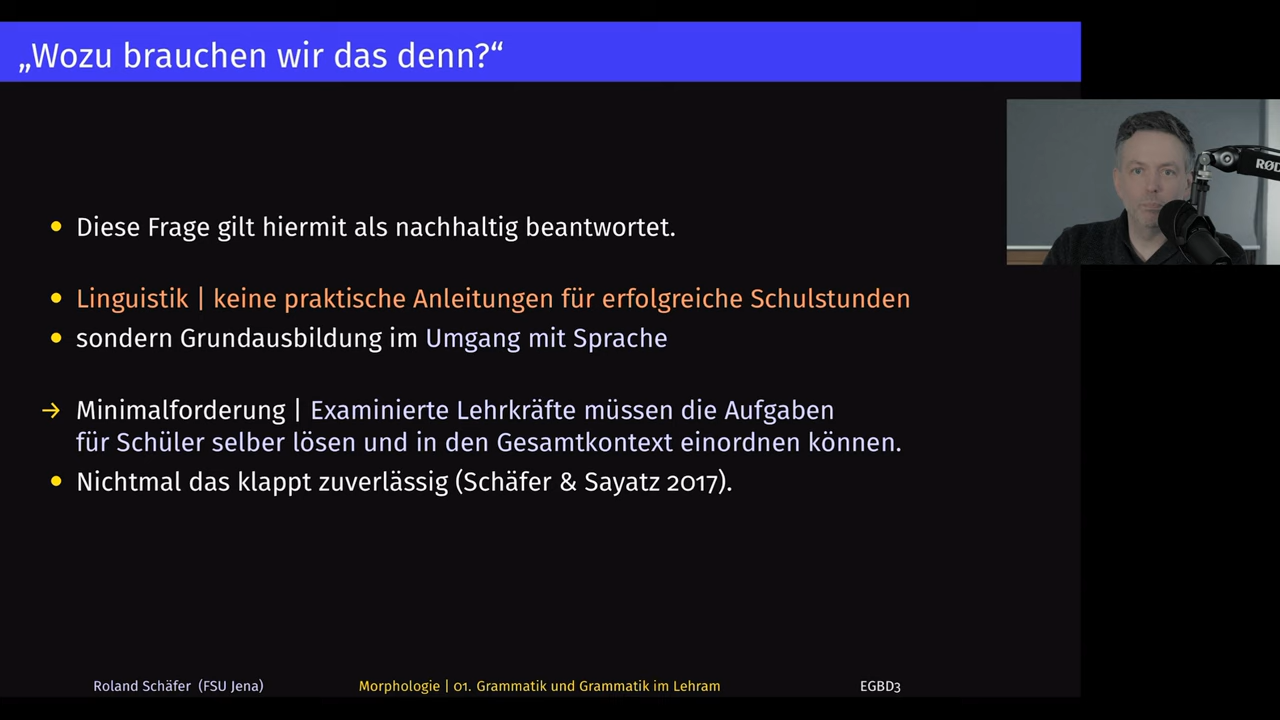 „Wozu brauchen wir das denn?“
Diese Frage gilt hiermit als nachhaltig beantwortet.
Linguistik | keine praktische Anleitungen für erfolgreiche Schulstunden
sondern Grundausbildung im Umgang mit Sprache
→ Minimalforderung | Examinierte Lehrkräfte müssen die Aufgaben
für Schüler selber lösen und in den Gesamtkontext einordnen können.
Nichtmal das klappt zuverlässig (Schäfer & Sayatz 2017).
Roland Schäfer (FSU Jena) Morphologie | 01. Grammatik und Grammatik im Lehram EGBD3